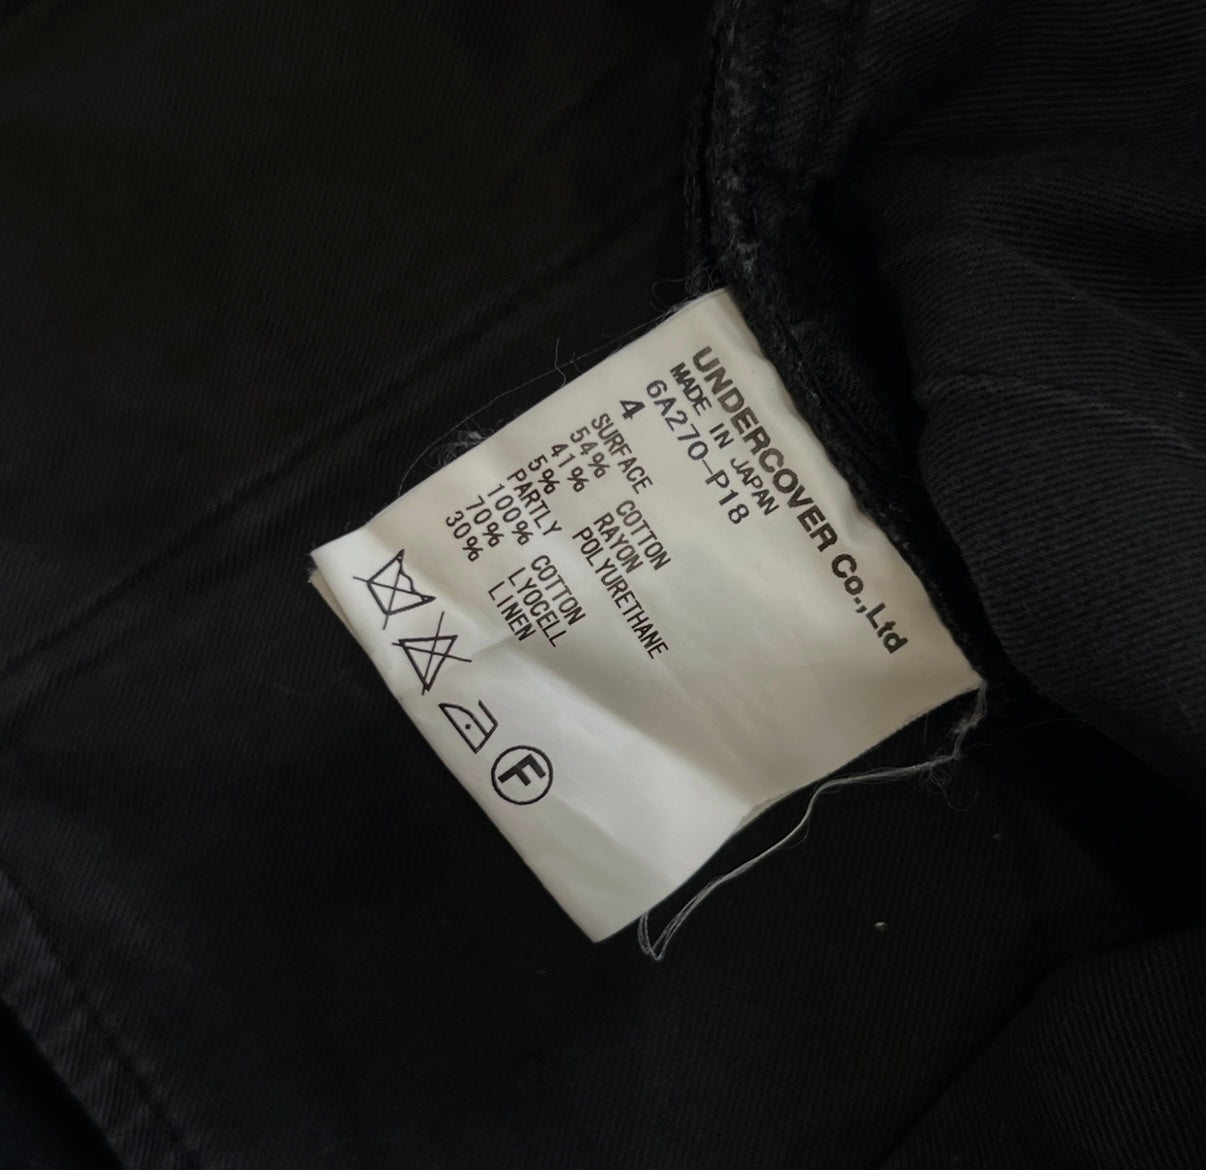 UNDERCOVER Co.,Ltd
MADE IN JAPAN
6A270-P18
4
SURFACE
54% COTTON
41% RAYON
5% POLYURETHANE
PARTLY
100% COTTON
70% LYOCELL
30% LINEN
F